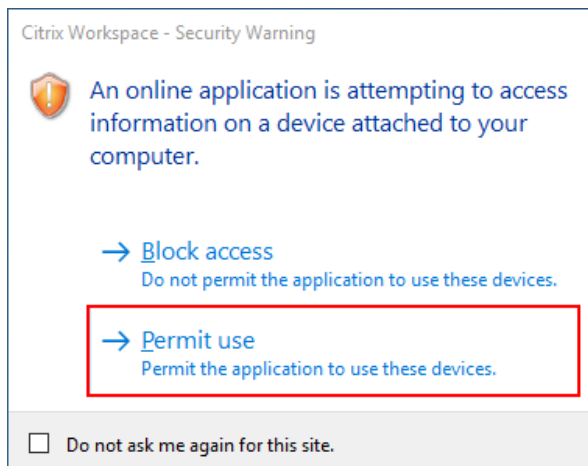 Citrix Workspace - Security Warning
An online application is attempting to access
information on a device attached to your
computer.
Block access
Do not permit the application to use these devices.
Permit use
Permit the application to use these devices.
Do not ask me again for this site.